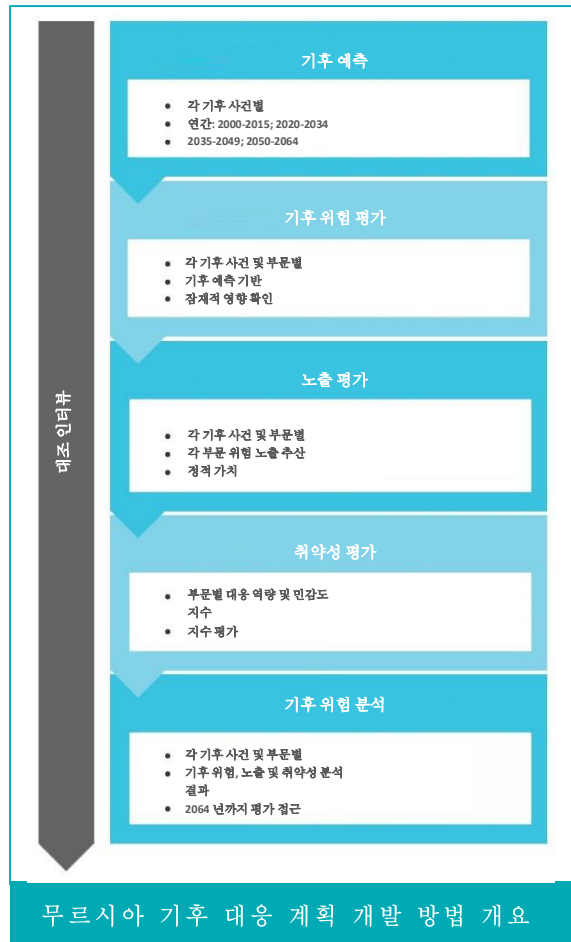 기후 예측
• 각 기후 사건별
• 연간: 2000-2015; 2020-2034
• 2035-2049; 2050-2064
기후 위험 평가
• 각 기후 사건 및 부문별
• 기후 예측 기반
• 잠재적 영향 확인
노출 평가
• 각 기후 사건 및 부문별
• 각 부문 위험 노출 추산
• 정적 가치
취약성 평가
• 부문별 대응 역량 및 민감도
지수
• 지수 평가
기후 위험 분석
• 각 기후 사건 및 부문별
• 기후 위험, 노출 및 취약성 분석
결과
• 2064 년까지 평가 접근
대조 인터뷰
무르시아 기후 대응 계획 개발 방법 개요